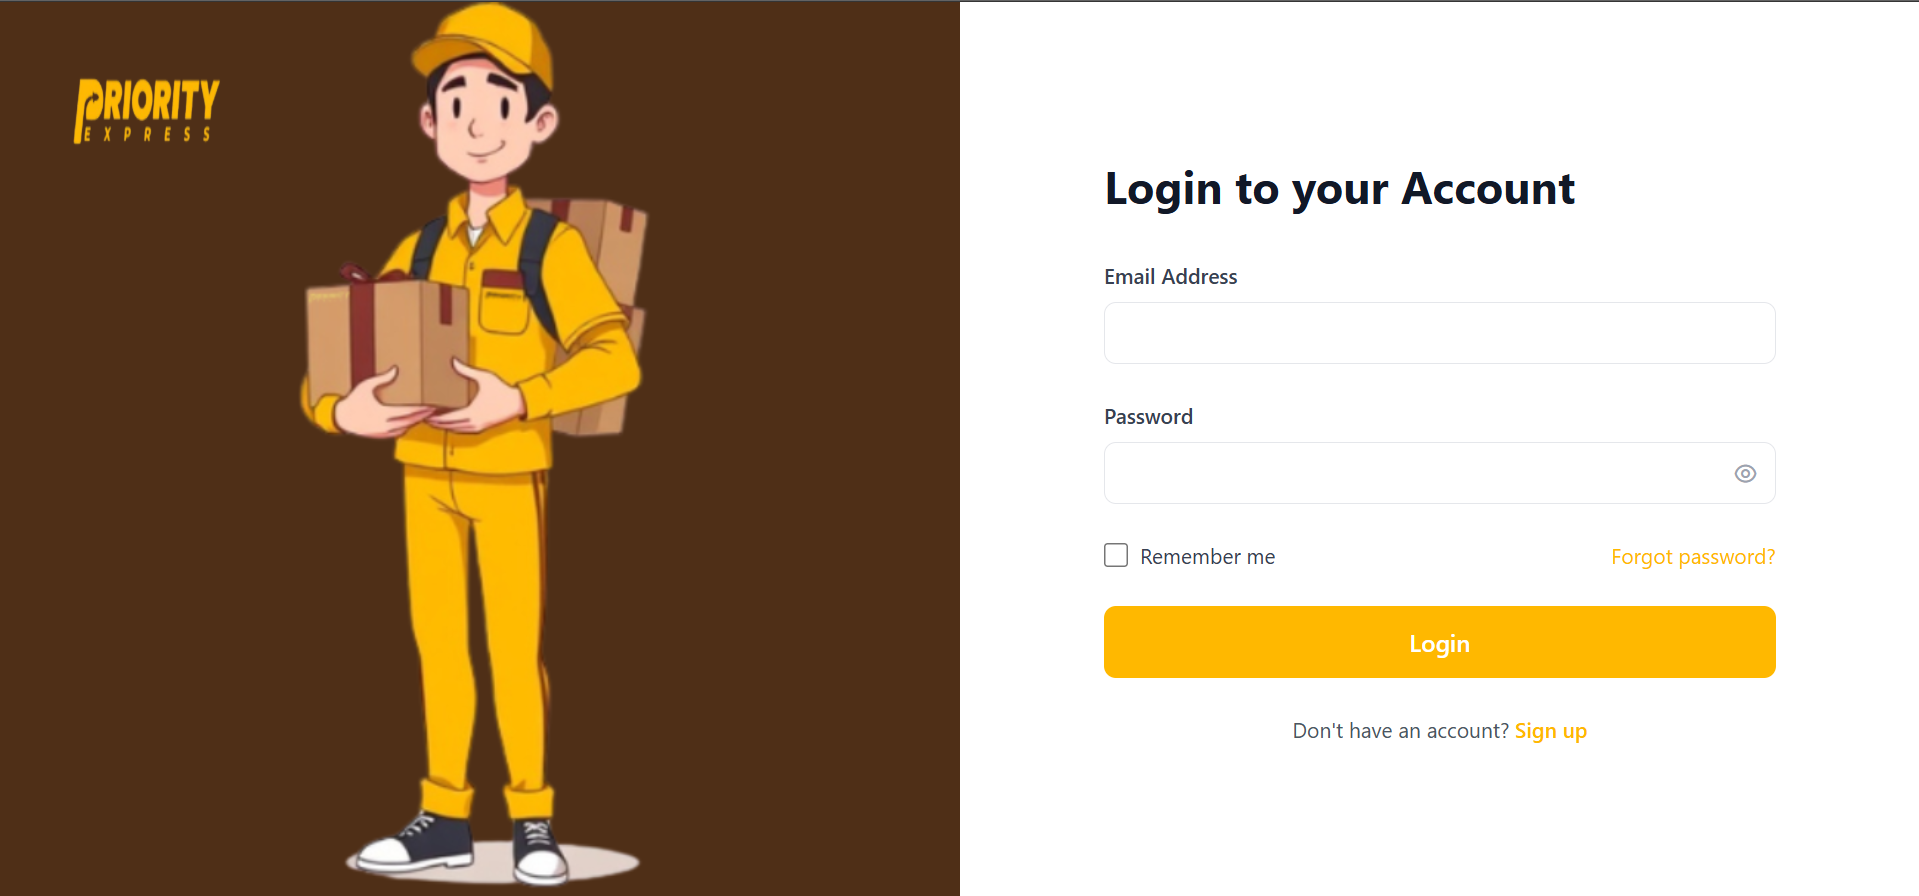 PRIORITY
EXPRESS
PRIORITY
Login to your Account
Email Address
Password
Remember me
Forgot password?
Login
Don't have an account? Sign up